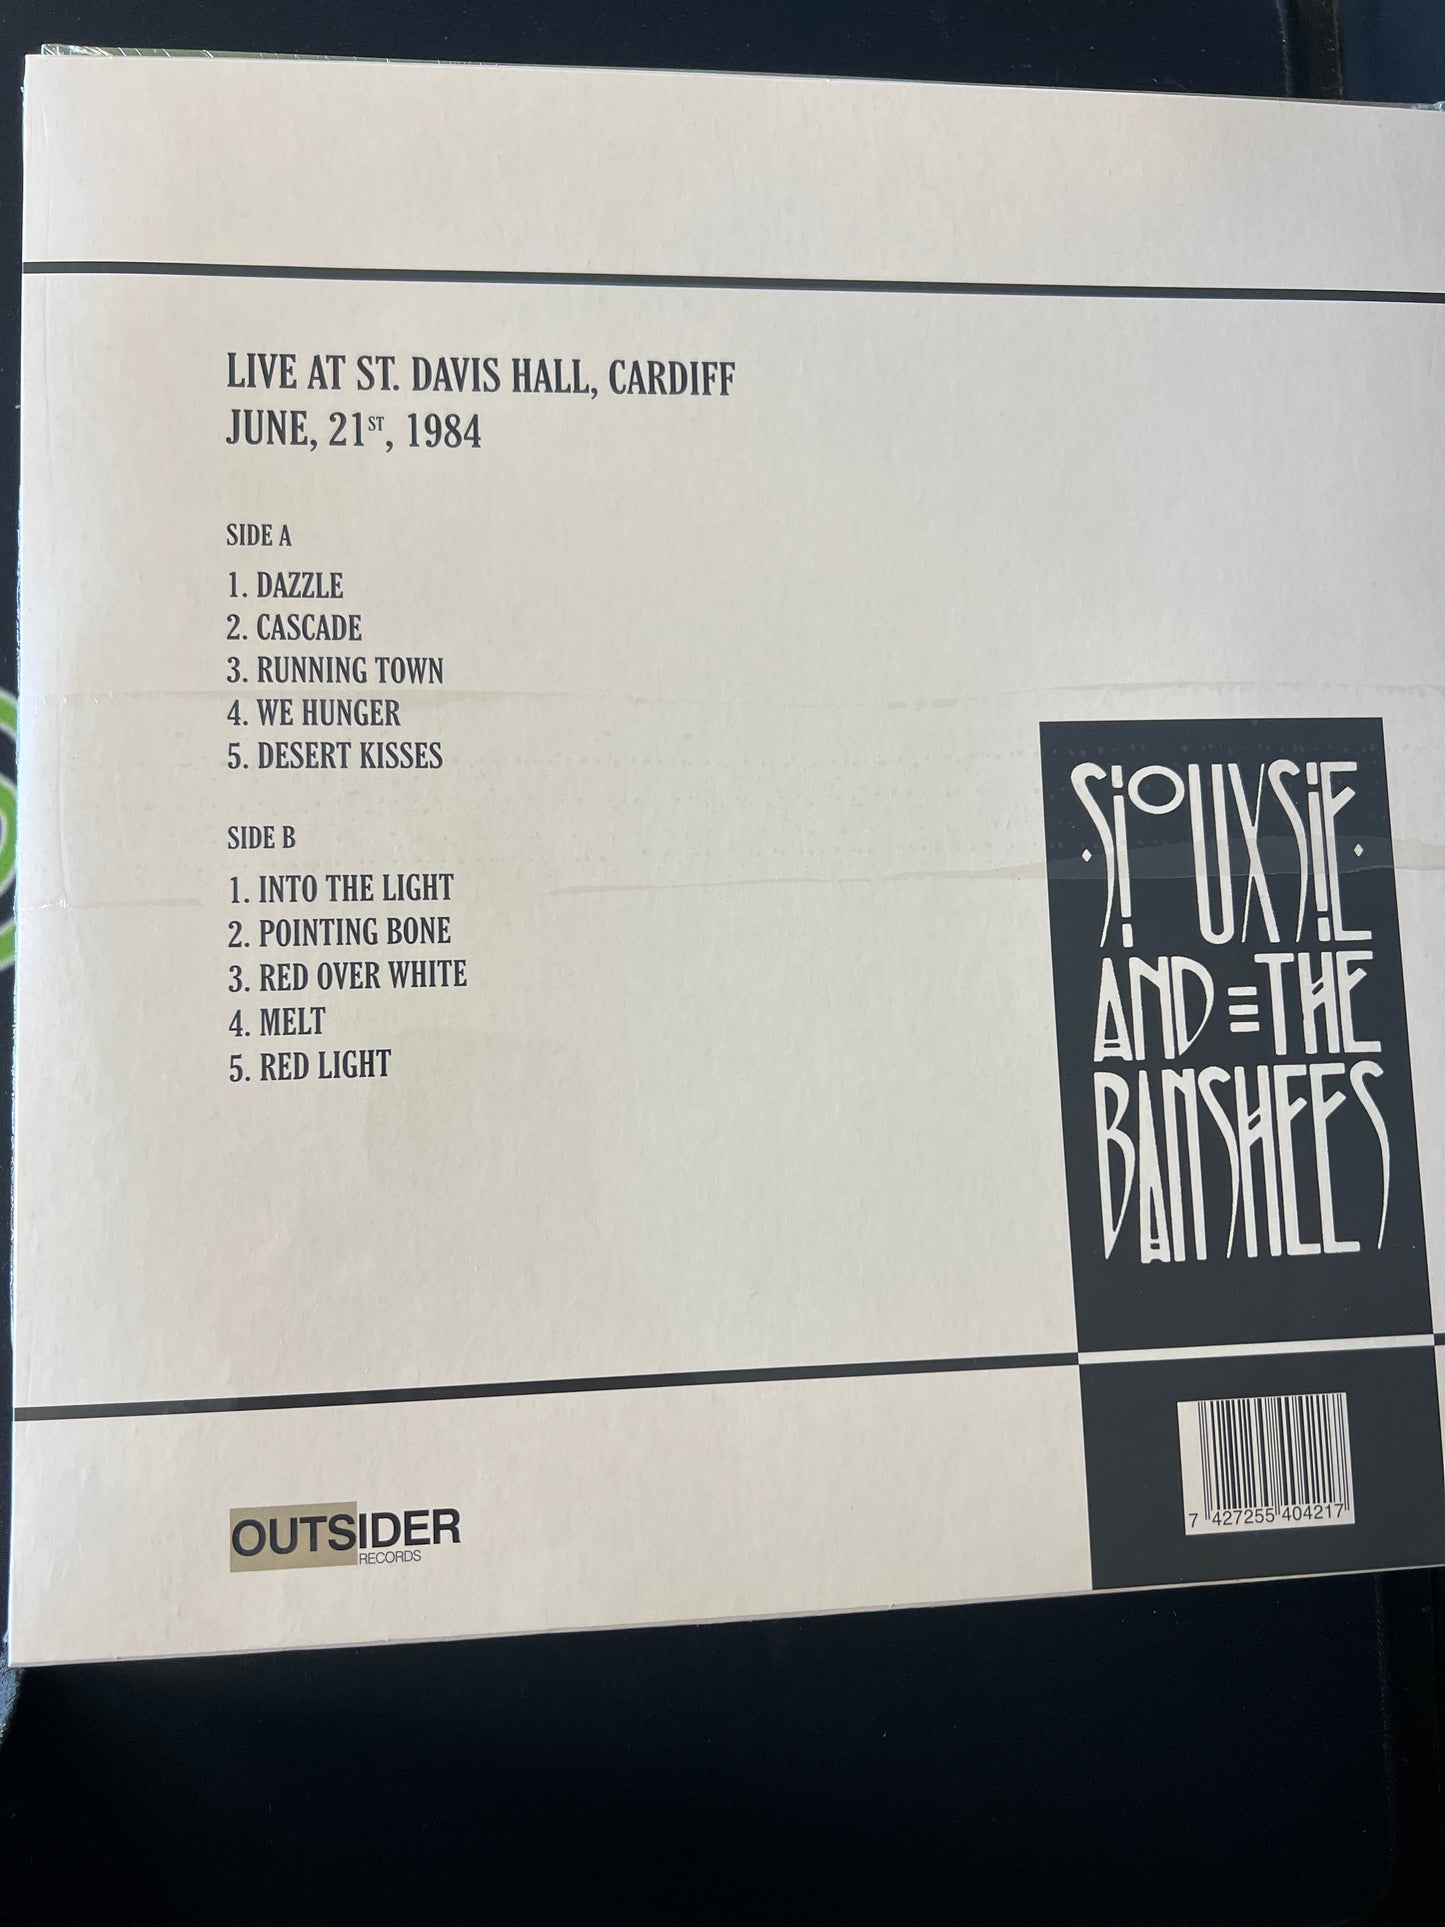 LIVE AT ST. DAVIS HALL, CARDIFF
JUNE, 21ST, 1984
SIDE A
1. DAZZLE
2. CASCADE
3. RUNNING TOWN
4. WE HUNGER
5. DESERT KISSES
SIDE B
1. INTO THE LIGHT
2. POINTING BONE
3. RED OVER WHITE
4. MELT
5. RED LIGHT
SIOUXSIE
AND THE
BANSHEES
OUTSIDER
RECORDS
7 427255 404217